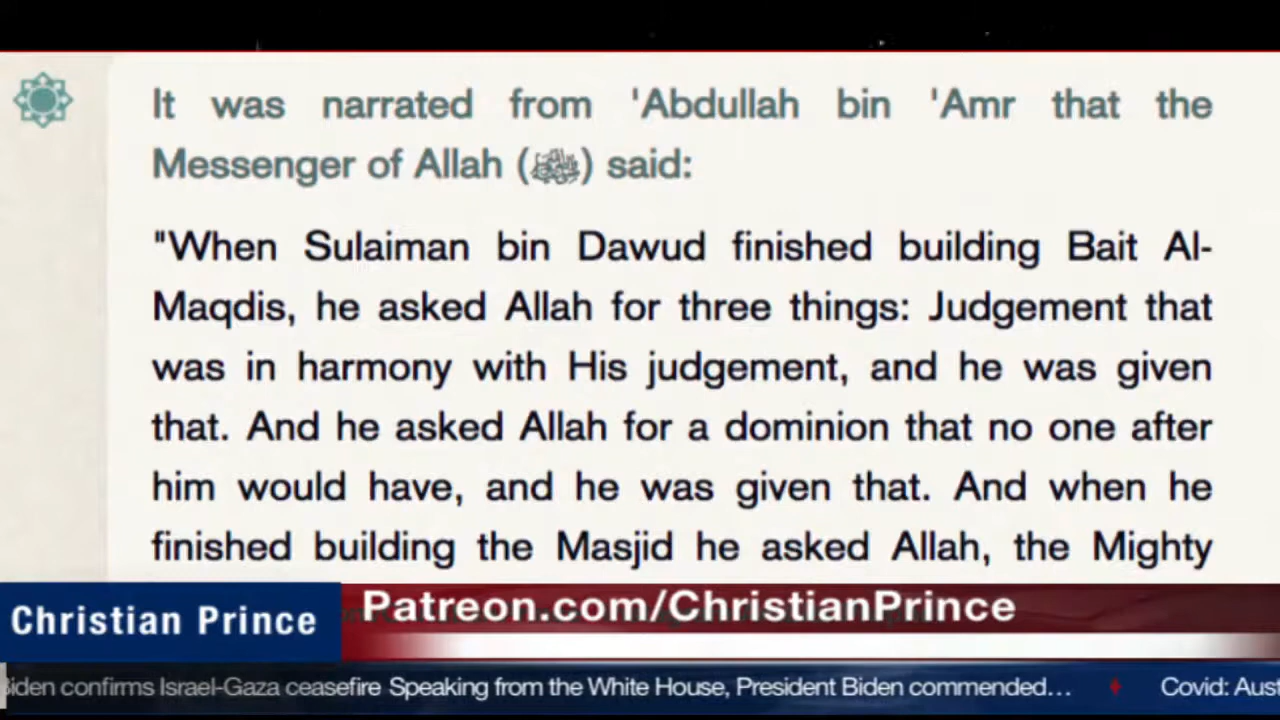 It was narrated from 'Abdullah bin 'Amr that the
Messenger of Allah (ﷺ) said:
"When Sulaiman bin Dawud finished building Bait Al-
Maqdis, he asked Allah for three things: Judgement that
was in harmony with His judgement, and he was given
that. And he asked Allah for a dominion that no one after
him would have, and he was given that. And when he
finished building the Masjid he asked Allah, the Mighty
Christian Prince
Patreon.com/ChristianPrince
Biden confirms Israel-Gaza ceasefire Speaking from the White House, President Biden commended... Covid: Aust